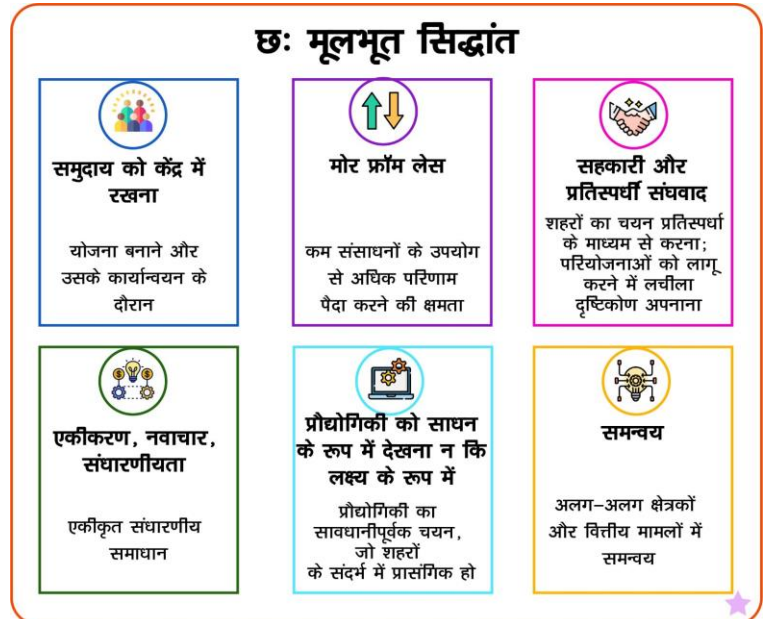 छः मूलभूत सिद्धांत
समुदाय को केंद्र में
रखना
योजना बनाने और
उसके कार्यान्वयन के
दौरान
मोर फ्रॉम लेस
कम संसाधनों के उपयोग
से अधिक परिणाम
पैदा करने की क्षमता
सहकारी और
प्रतिस्पर्धी संघवाद
शहरों का चयन प्रतिस्पर्धा
के माध्यम से करना;
परियोजनाओं को लागू
करने में लचीला
दृष्टिकोण अपनाना
एकीकरण, नवाचार,
संधारणीयता
एकीकृत संधारणीय
समाधान
प्रौद्योगिकी को साधन
के रूप में देखना न कि
लक्ष्य के रूप में
प्रौद्योगिकी का
सावधानीपूर्वक चयन,
जो शहरों
के संदर्भ में प्रासंगिक हो
समन्वय
अलग-अलग क्षेत्रकों
और वित्तीय मामलों में
समन्वय